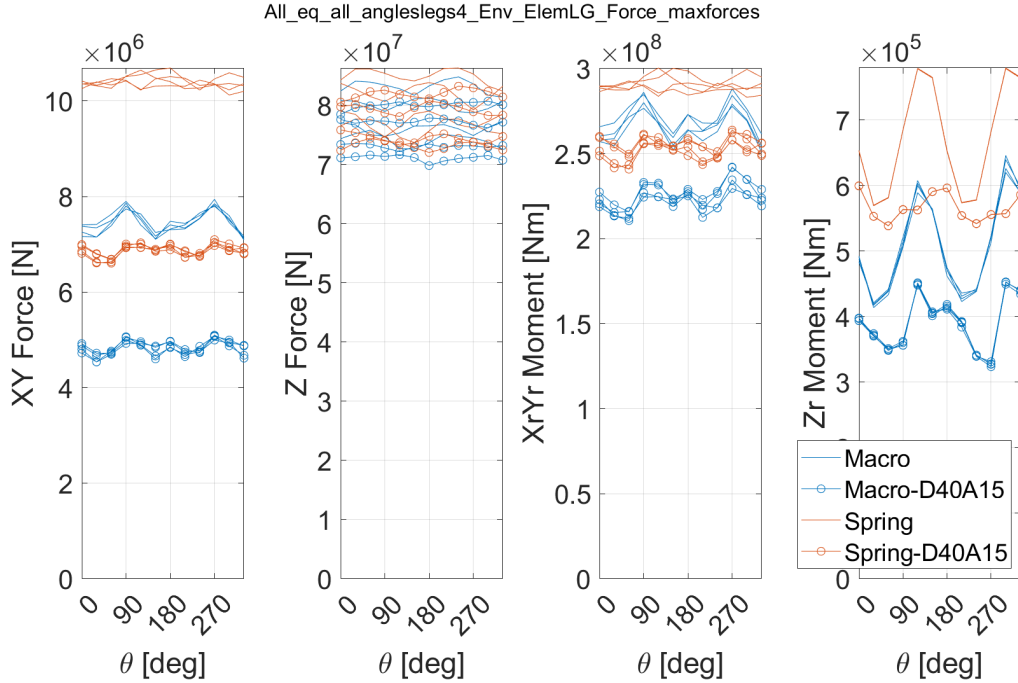 All_eq_all_angleslegs4_Env_ElemLG_Force_maxforces
×10^6
10
8
6
4
2
0
XY Force [N]
0 90 180 270
θ [deg]
×10^7
8
7
6
5
4
3
2
1
0
Z Force [N]
0 90 180 270
θ [deg]
×10^8
3
2.5
2
1.5
1
0.5
0
XrYr Moment [Nm]
0 90 180 270
θ [deg]
×10^5
7
6
5
4
3
0
Zr Moment [Nm]
0 90 180 270
θ [deg]
Macro
Macro-D40A15
Spring
Spring-D40A15